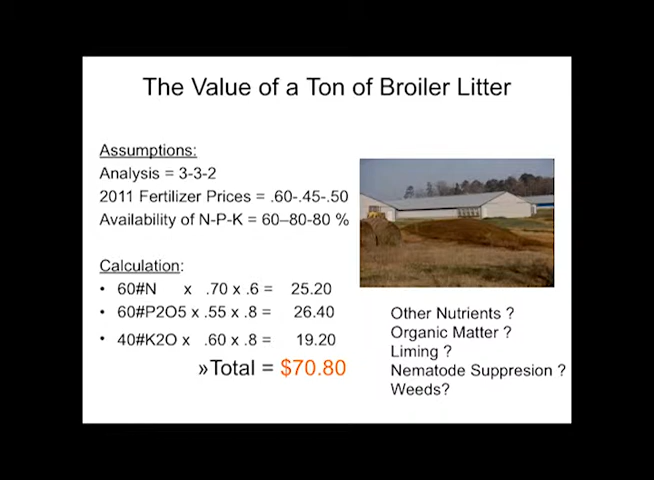 The Value of a Ton of Broiler Litter
Assumptions:
Analysis = 3-3-2
2011 Fertilizer Prices = .60-.45-.50
Availability of N-P-K = 60–80-80 %
Calculation:
• 60#N x .70 x .6 = 25.20
• 60#P2O5 x .55 x .8 = 26.40
• 40#K2O x .60 x .8 = 19.20
»Total = $70.80
Other Nutrients ?
Organic Matter ?
Liming ?
Nematode Suppresion ?
Weeds?